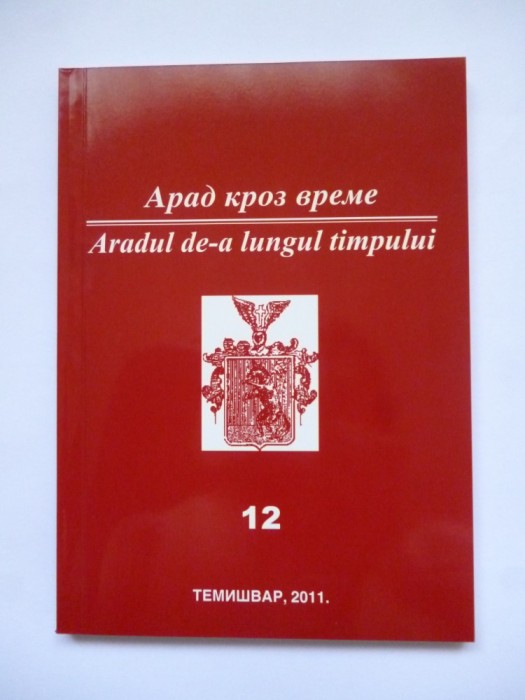 Арад кроз време
Aradul de-a lungul timpului
12
ТЕМИШВАР, 2011.